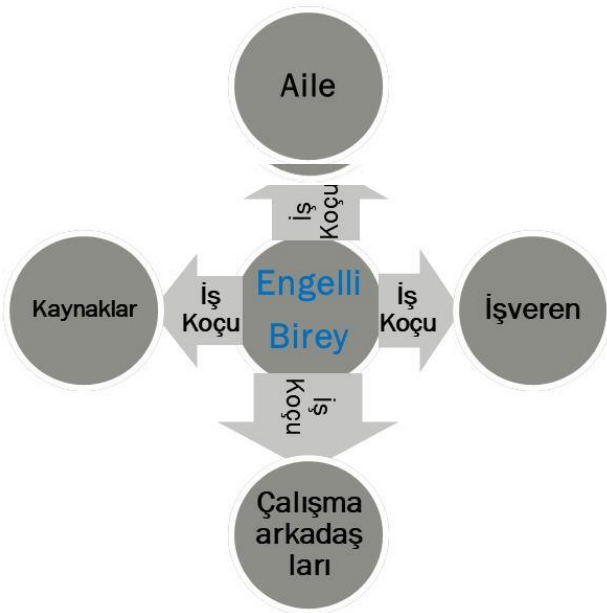 Aile
İş
Koçu
Kaynaklar
İş
Koçu
Engelli
Birey
İş
Koçu
İşveren
İş
Koçu
Çalışma
arkadaş
ları